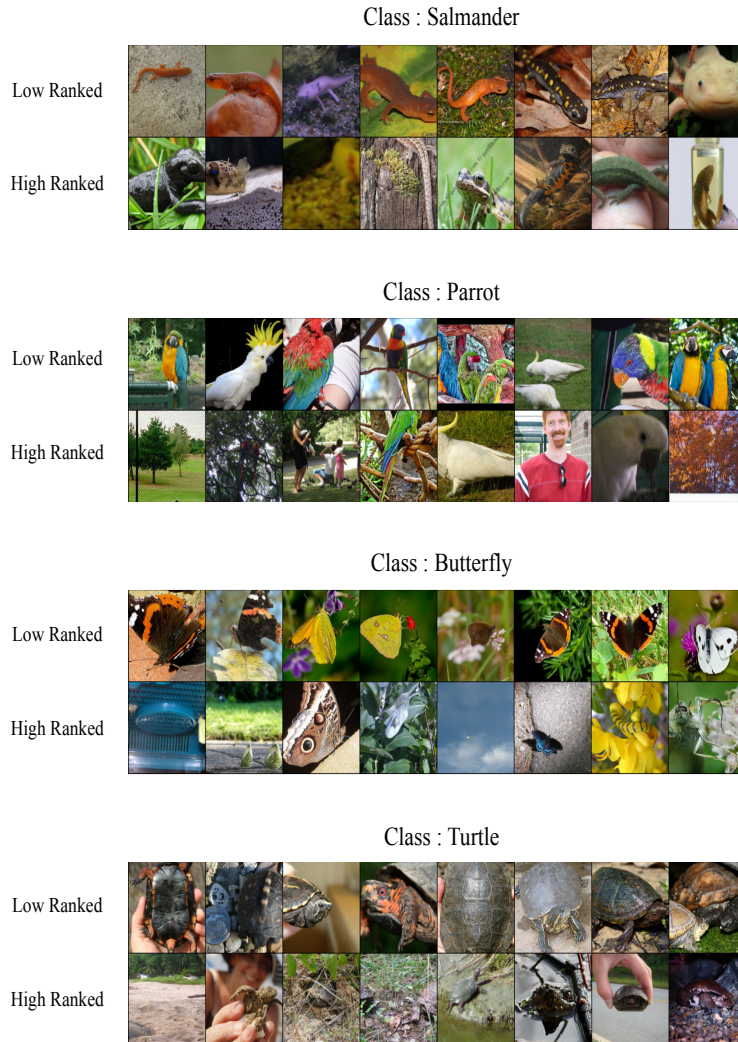 Class : Salmander
Low Ranked
High Ranked
Class : Parrot
Low Ranked
High Ranked
Class : Butterfly
Low Ranked
High Ranked
Class : Turtle
Low Ranked
High Ranked